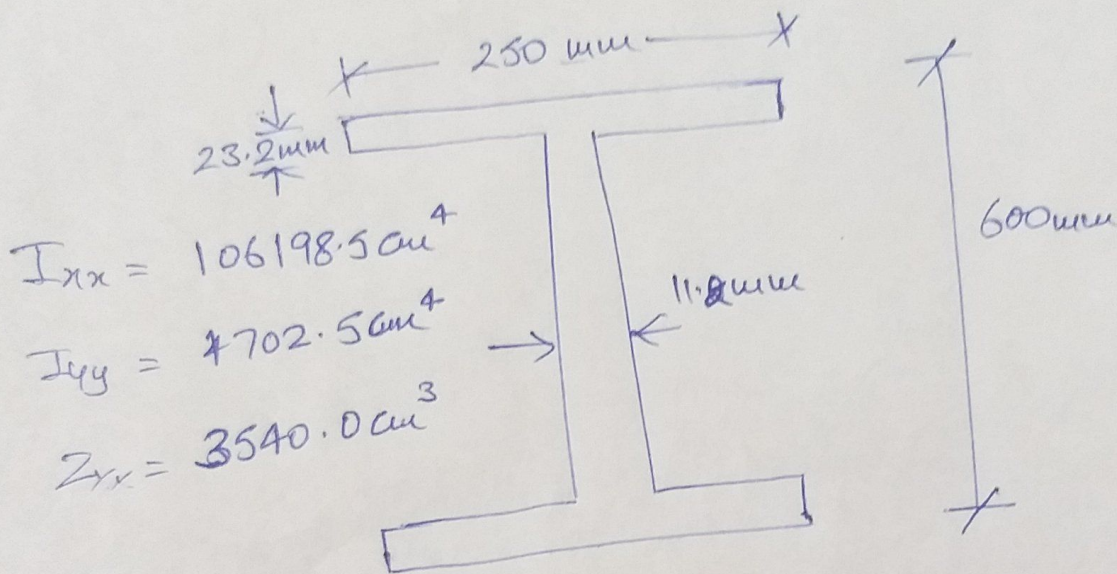 250 mm
23.2mm
Ixx = 106198.5 cm⁴
600mm
Iyy = 4702.5 cm⁴
Zxx = 3540.0 cm³